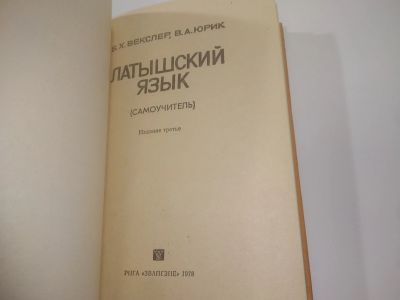 Б.Х.ВЕКСЛЕР, В.А.ЮРИК
ЛАТЫШСКИЙ
ЯЗЫК
(САМОУЧИТЕЛЬ)
Издание третье
РИГА «ЗВАЙГЗНЕ» 1978